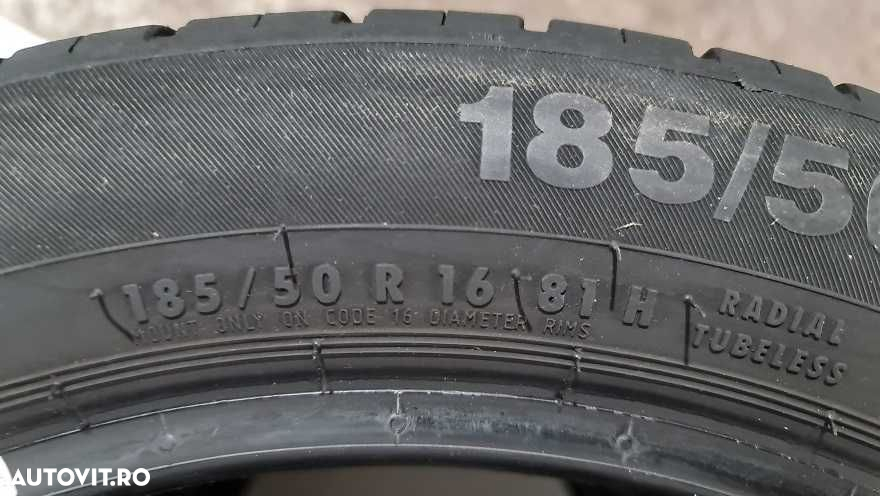 185/50
185/50 R 16 81 H
MOUNT ONLY ON CODE 16 DIAMETER RIMS
RADIAL
TUBELESS
AUTOVIT.RO